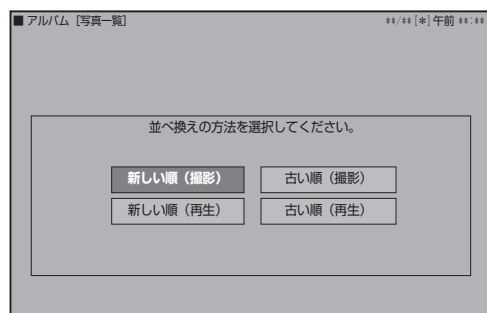 ■ アルバム［写真一覧］ **/**[*]午前 **:**
並べ換えの方法を選択してください。
新しい順（撮影） 古い順（撮影）
新しい順（再生） 古い順（再生）